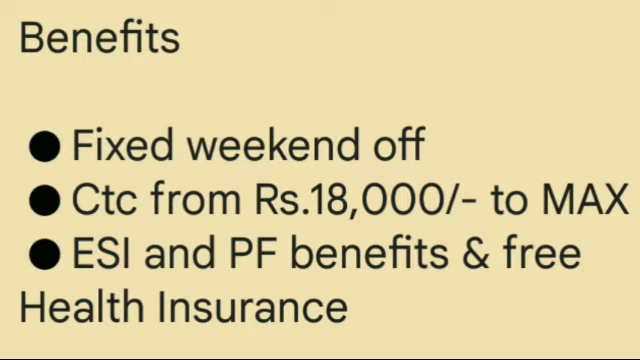 Benefits
● Fixed weekend off
● Ctc from Rs.18,000/- to MAX
● ESI and PF benefits & free
Health Insurance